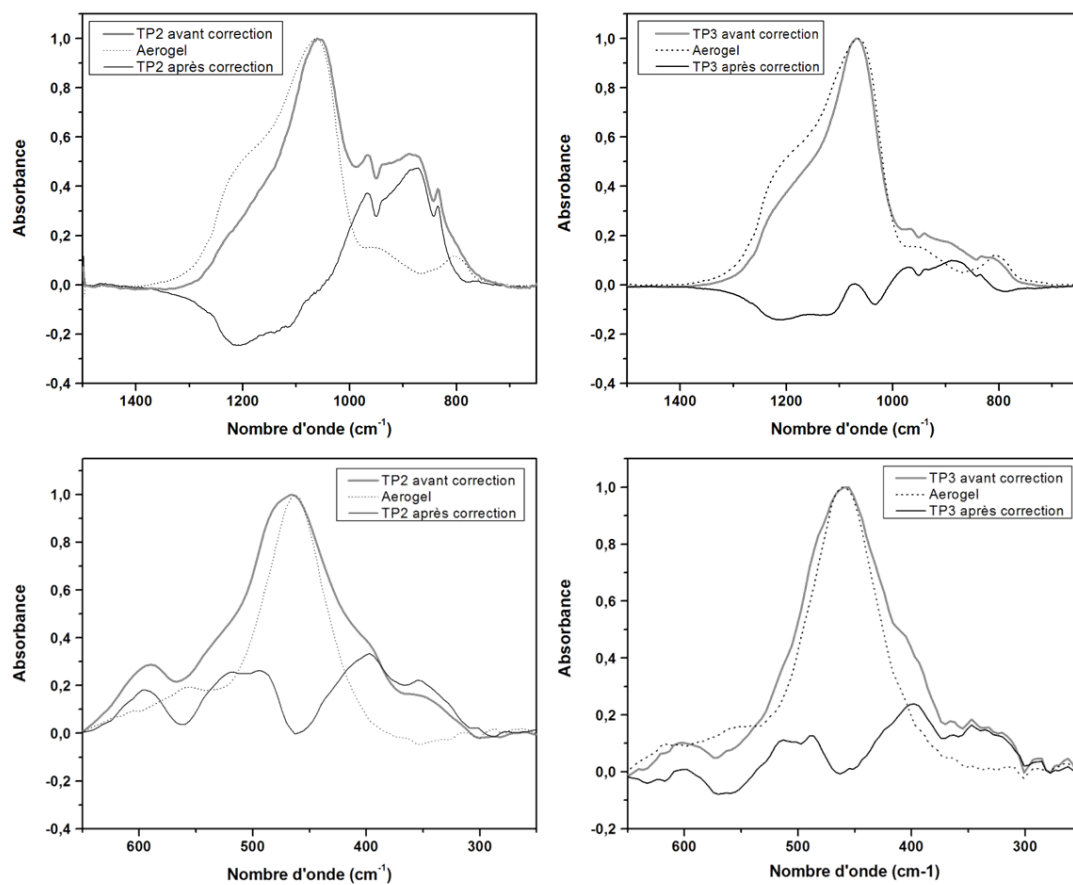 TP2 avant correction
Aerogel
TP2 après correction
1,0
0,8
0,6
0,4
0,2
0,0
-0,2
-0,4
Absorbance
1400 1200 1000 800
Nombre d'onde (cm-1)
TP3 avant correction
Aerogel
TP3 après correction
1,0
0,8
0,6
0,4
0,2
0,0
-0,2
-0,4
Absrobance
1400 1200 1000 800
Nombre d'onde (cm-1)
TP2 avant correction
Aerogel
TP2 après correction
1,0
0,8
0,6
0,4
0,2
0,0
-0,2
-0,4
Absorbance
600 500 400 300
Nombre d'onde (cm-1)
TP3 avant correction
Aerogel
TP3 après correction
1,0
0,8
0,6
0,4
0,2
0,0
-0,2
Absorbance
600 500 400 300
Nombre d'onde (cm-1)